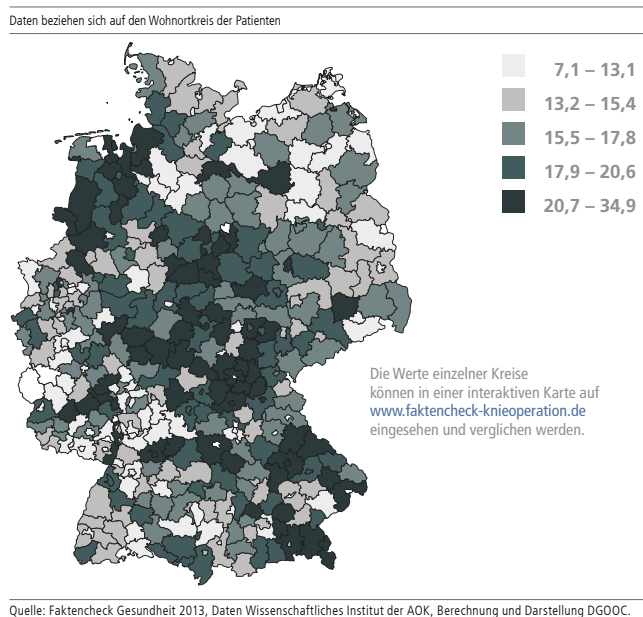 Daten beziehen sich auf den Wohnortkreis der Patienten
7,1 – 13,1
13,2 – 15,4
15,5 – 17,8
17,9 – 20,6
20,7 – 34,9
Die Werte einzelner Kreise
können in einer interaktiven Karte auf
www.faktencheck-knieoperation.de
eingesehen und verglichen werden.
Quelle: Faktencheck Gesundheit 2013, Daten Wissenschaftliches Institut der AOK, Berechnung und Darstellung DGOOC.